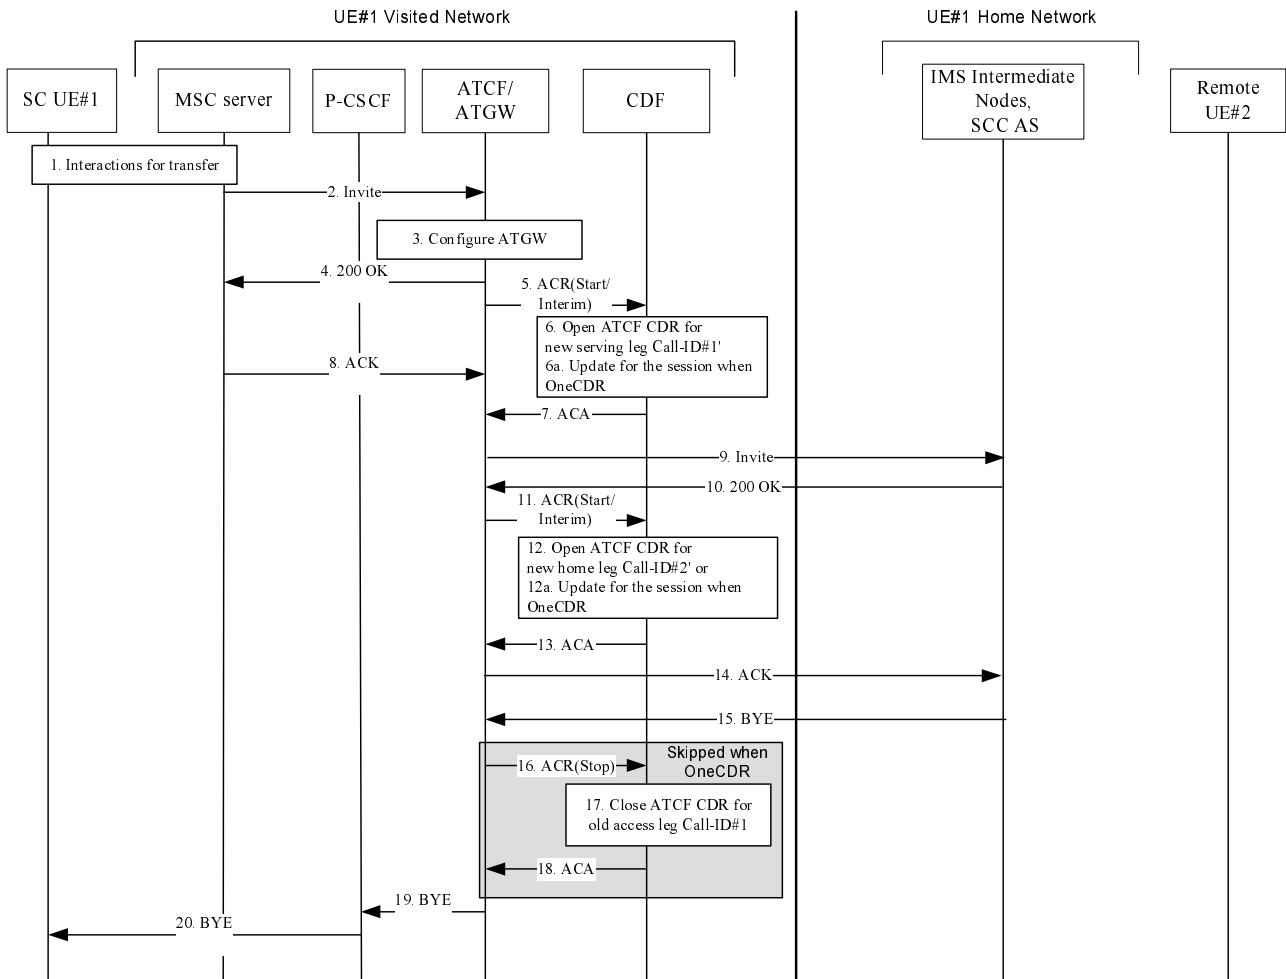 UE#1 Visited Network
UE#1 Home Network
SC UE#1
MSC server
P-CSCF
ATCF/
ATGW
CDF
IMS Intermediate
Nodes,
SCC AS
Remote
UE#2
1. Interactions for transfer
2. Invite
3. Configure ATGW
4. 200 OK
5. ACR(Start/
Interim)
6. Open ATCF CDR for
new serving leg Call-ID#1'
6a. Update for the session when
OneCDR
8. ACK
7. ACA
9. Invite
10. 200 OK
11. ACR(Start/
Interim)
12. Open ATCF CDR for
new home leg Call-ID#2' or
12a. Update for the session when
OneCDR
13. ACA
14. ACK
15. BYE
Skipped when
OneCDR
16. ACR(Stop)
17. Close ATCF CDR for
old access leg Call-ID#1
18. ACA
19. BYE
20. BYE